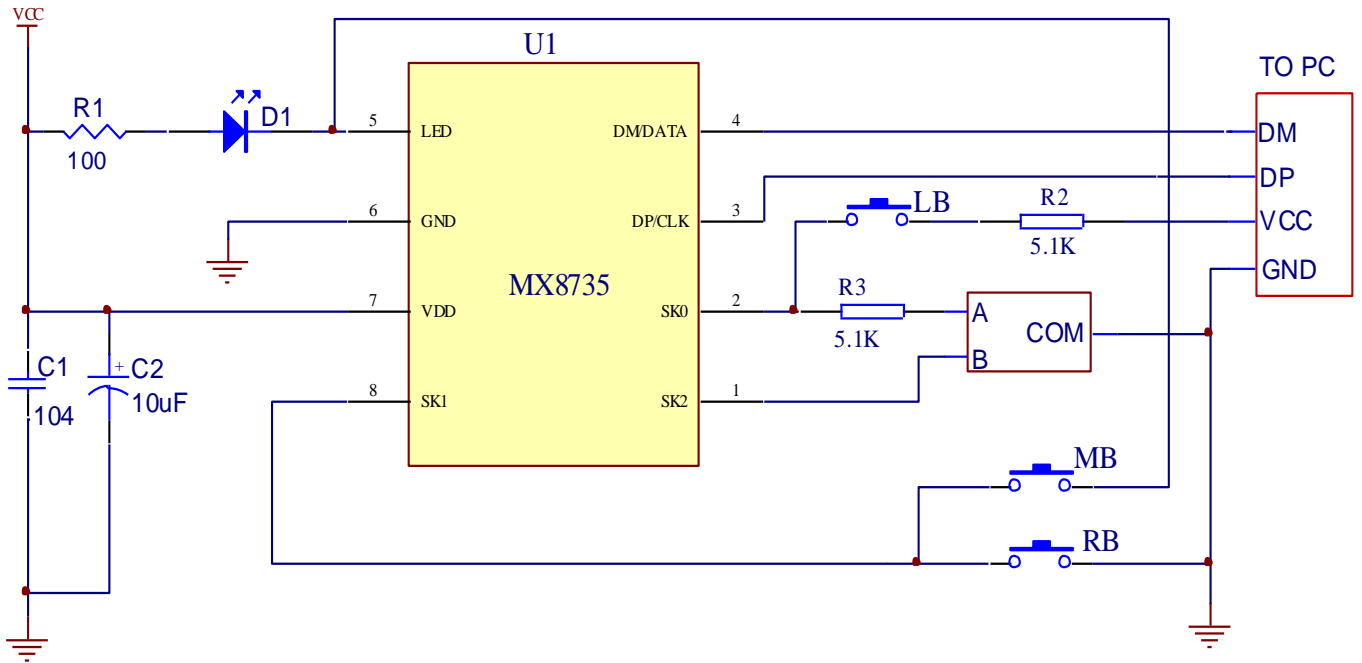 VCC
U1
TO PC
R1
100
D1
5
LED
DM/DATA
4
DM
DP
6
GND
DP/CLK
3
LB
R2
5.1K
VCC
GND
MX8735
7
VDD
SK0
2
R3
5.1K
A
B
COM
C1
104
+
C2
10uF
8
SK1
SK2
1
MB
RB